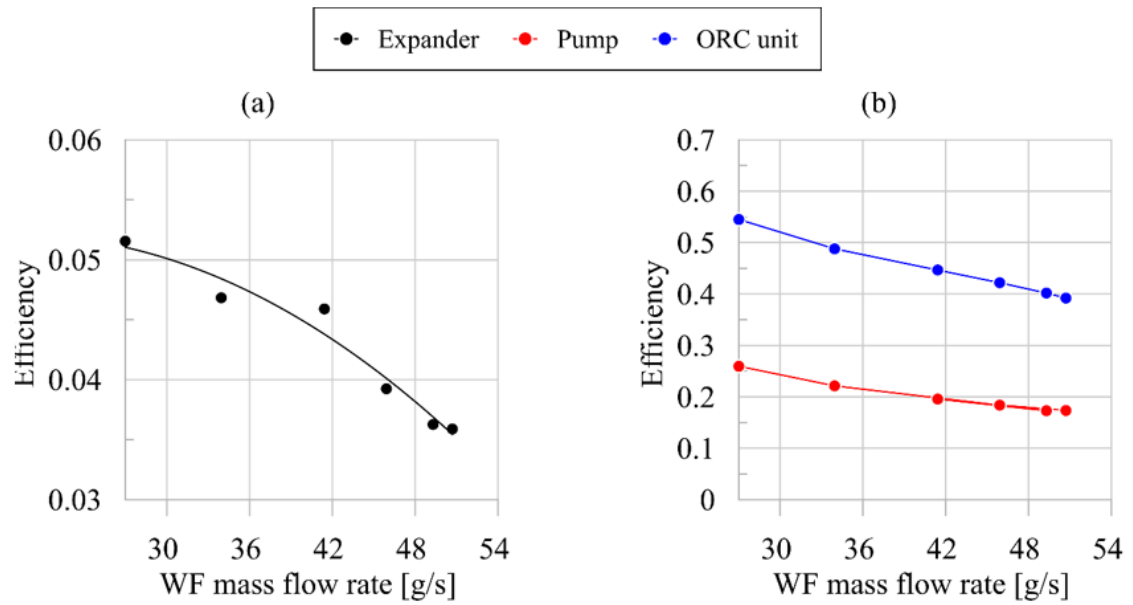 Expander Pump ORC unit
(a)
0.06
0.05
0.04
0.03
Efficiency
30 36 42 48 54
WF mass flow rate [g/s]
(b)
0.7
0.6
0.5
0.4
0.3
0.2
0.1
0
Efficiency
30 36 42 48 54
WF mass flow rate [g/s]